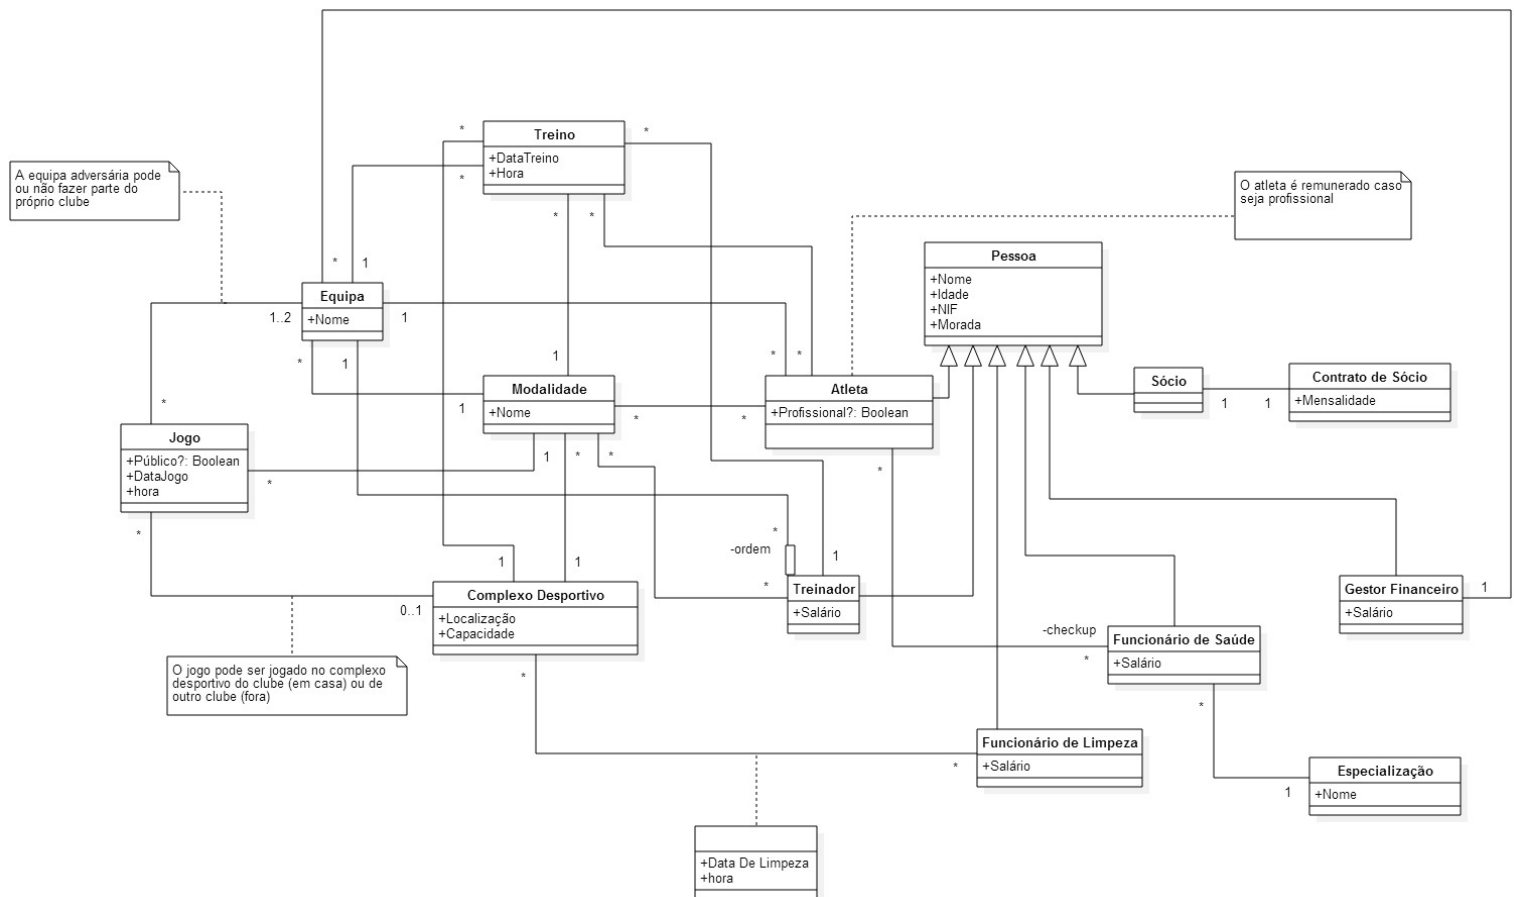 Treino
+DataTreino
+Hora
*
*
*
*
*
A equipa adversária pode
ou não fazer parte do
próprio clube
O atleta é remunerado caso
seja profissional
Pessoa
+Nome
+Idade
+NIF
+Morada
*
1
Equipa
+Nome
1..2
1
*
1
*
*
1
Modalidade
+Nome
1
*
*
1
*
*
Atleta
+Profissional?: Boolean
*
Sócio
1
1
Contrato de Sócio
+Mensalidade
*
Jogo
+Público?: Boolean
+DataJogo
+hora
*
*
*
-ordem
1
1
1
Complexo Desportivo
+Localização
+Capacidade
0..1
*
*
Treinador
+Salário
Gestor Financeiro
+Salário
1
-checkup
*
Funcionário de Saúde
+Salário
*
O jogo pode ser jogado no complexo
desportivo do clube (em casa) ou de
outro clube (fora)
Funcionário de Limpeza
+Salário
*
Especialização
+Nome
1
+Data De Limpeza
+hora